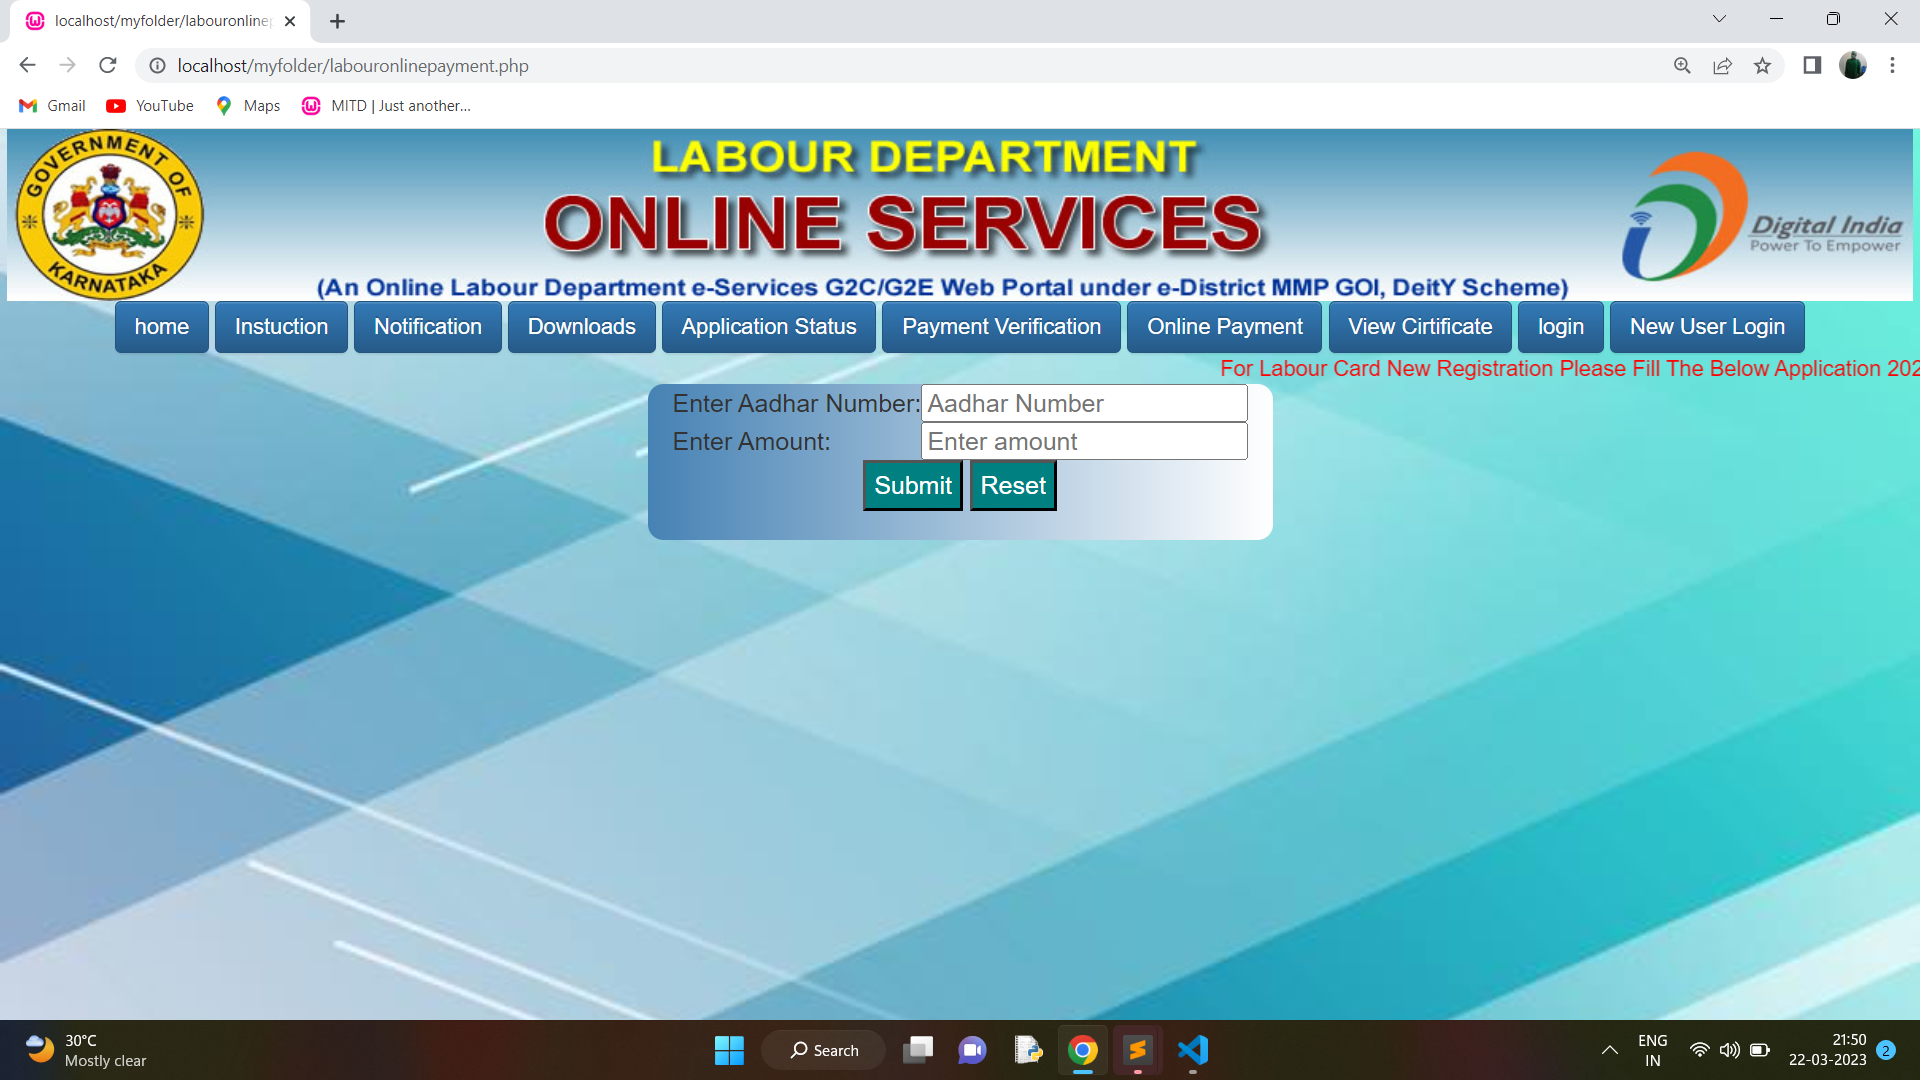 localhost/myfolder/labouronline
localhost/myfolder/labouronlinepayment.php
Gmail
YouTube
Maps
MITD | Just another...
GOVERNMENT OF
KARNATAKA
LABOUR DEPARTMENT
ONLINE SERVICES
(An Online Labour Department e-Services G2C/G2E Web Portal under e-District MMP GOI, DeitY Scheme)
Digital India
Power To Empower
home
Instuction
Notification
Downloads
Application Status
Payment Verification
Online Payment
View Cirtificate
login
New User Login
For Labour Card New Registration Please Fill The Below Application 202
Enter Aadhar Number:
Aadhar Number
Enter Amount:
Enter amount
Submit
Reset
30°C
Mostly clear
Search
ENG
IN
21:50
22-03-2023
2